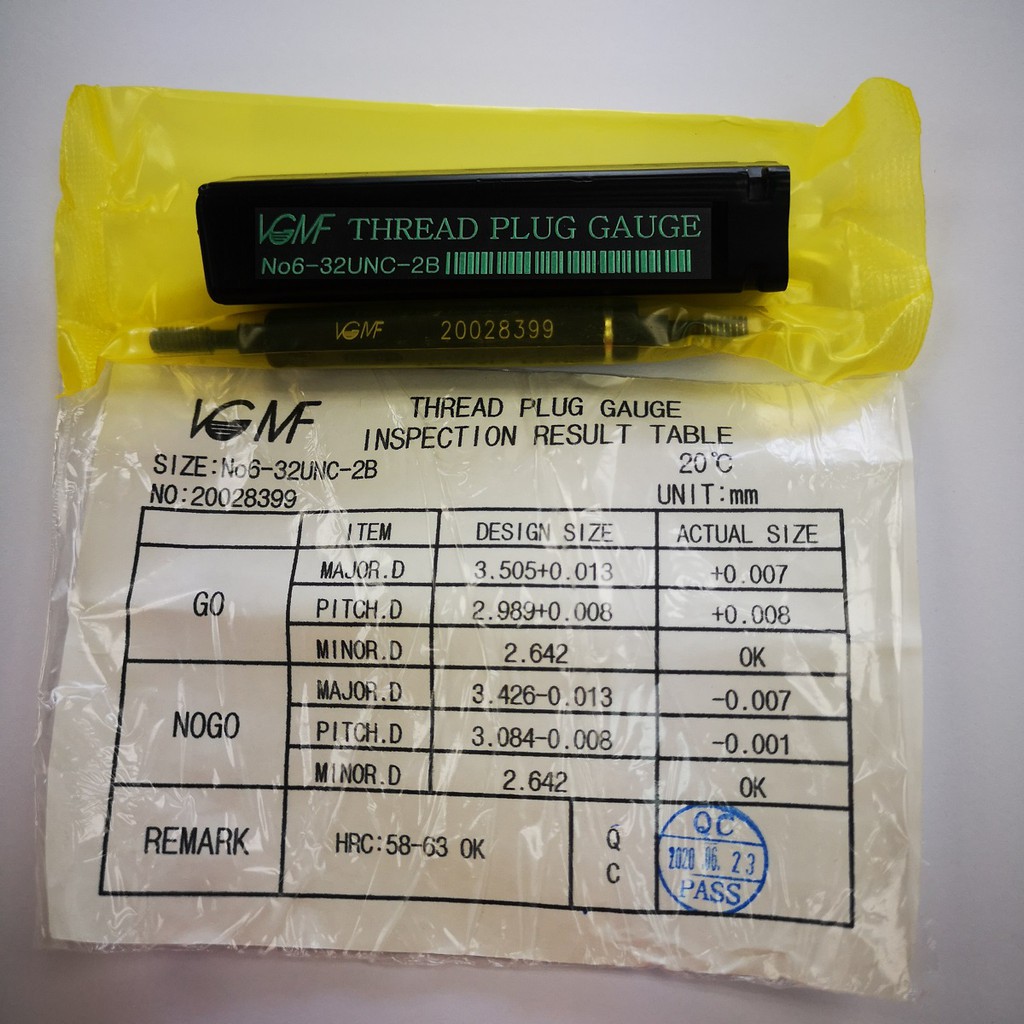 VGMF THREAD PLUG GAUGE
No6-32UNC-2B
VGMF 20028399
VGMF THREAD PLUG GAUGE
INSPECTION RESULT TABLE
SIZE:No6-32UNC-2B 20℃
NO:20028399 UNIT:mm
ITEM DESIGN SIZE ACTUAL SIZE
GO
MAJOR.D 3.505+0.013 +0.007
PITCH.D 2.989+0.008 +0.008
MINOR.D 2.642 OK
NOGO
MAJOR.D 3.426-0.013 -0.007
PITCH.D 3.084-0.008 -0.001
MINOR.D 2.642 OK
REMARK HRC:58-63 OK QC
QC
2020.06.23
PASS